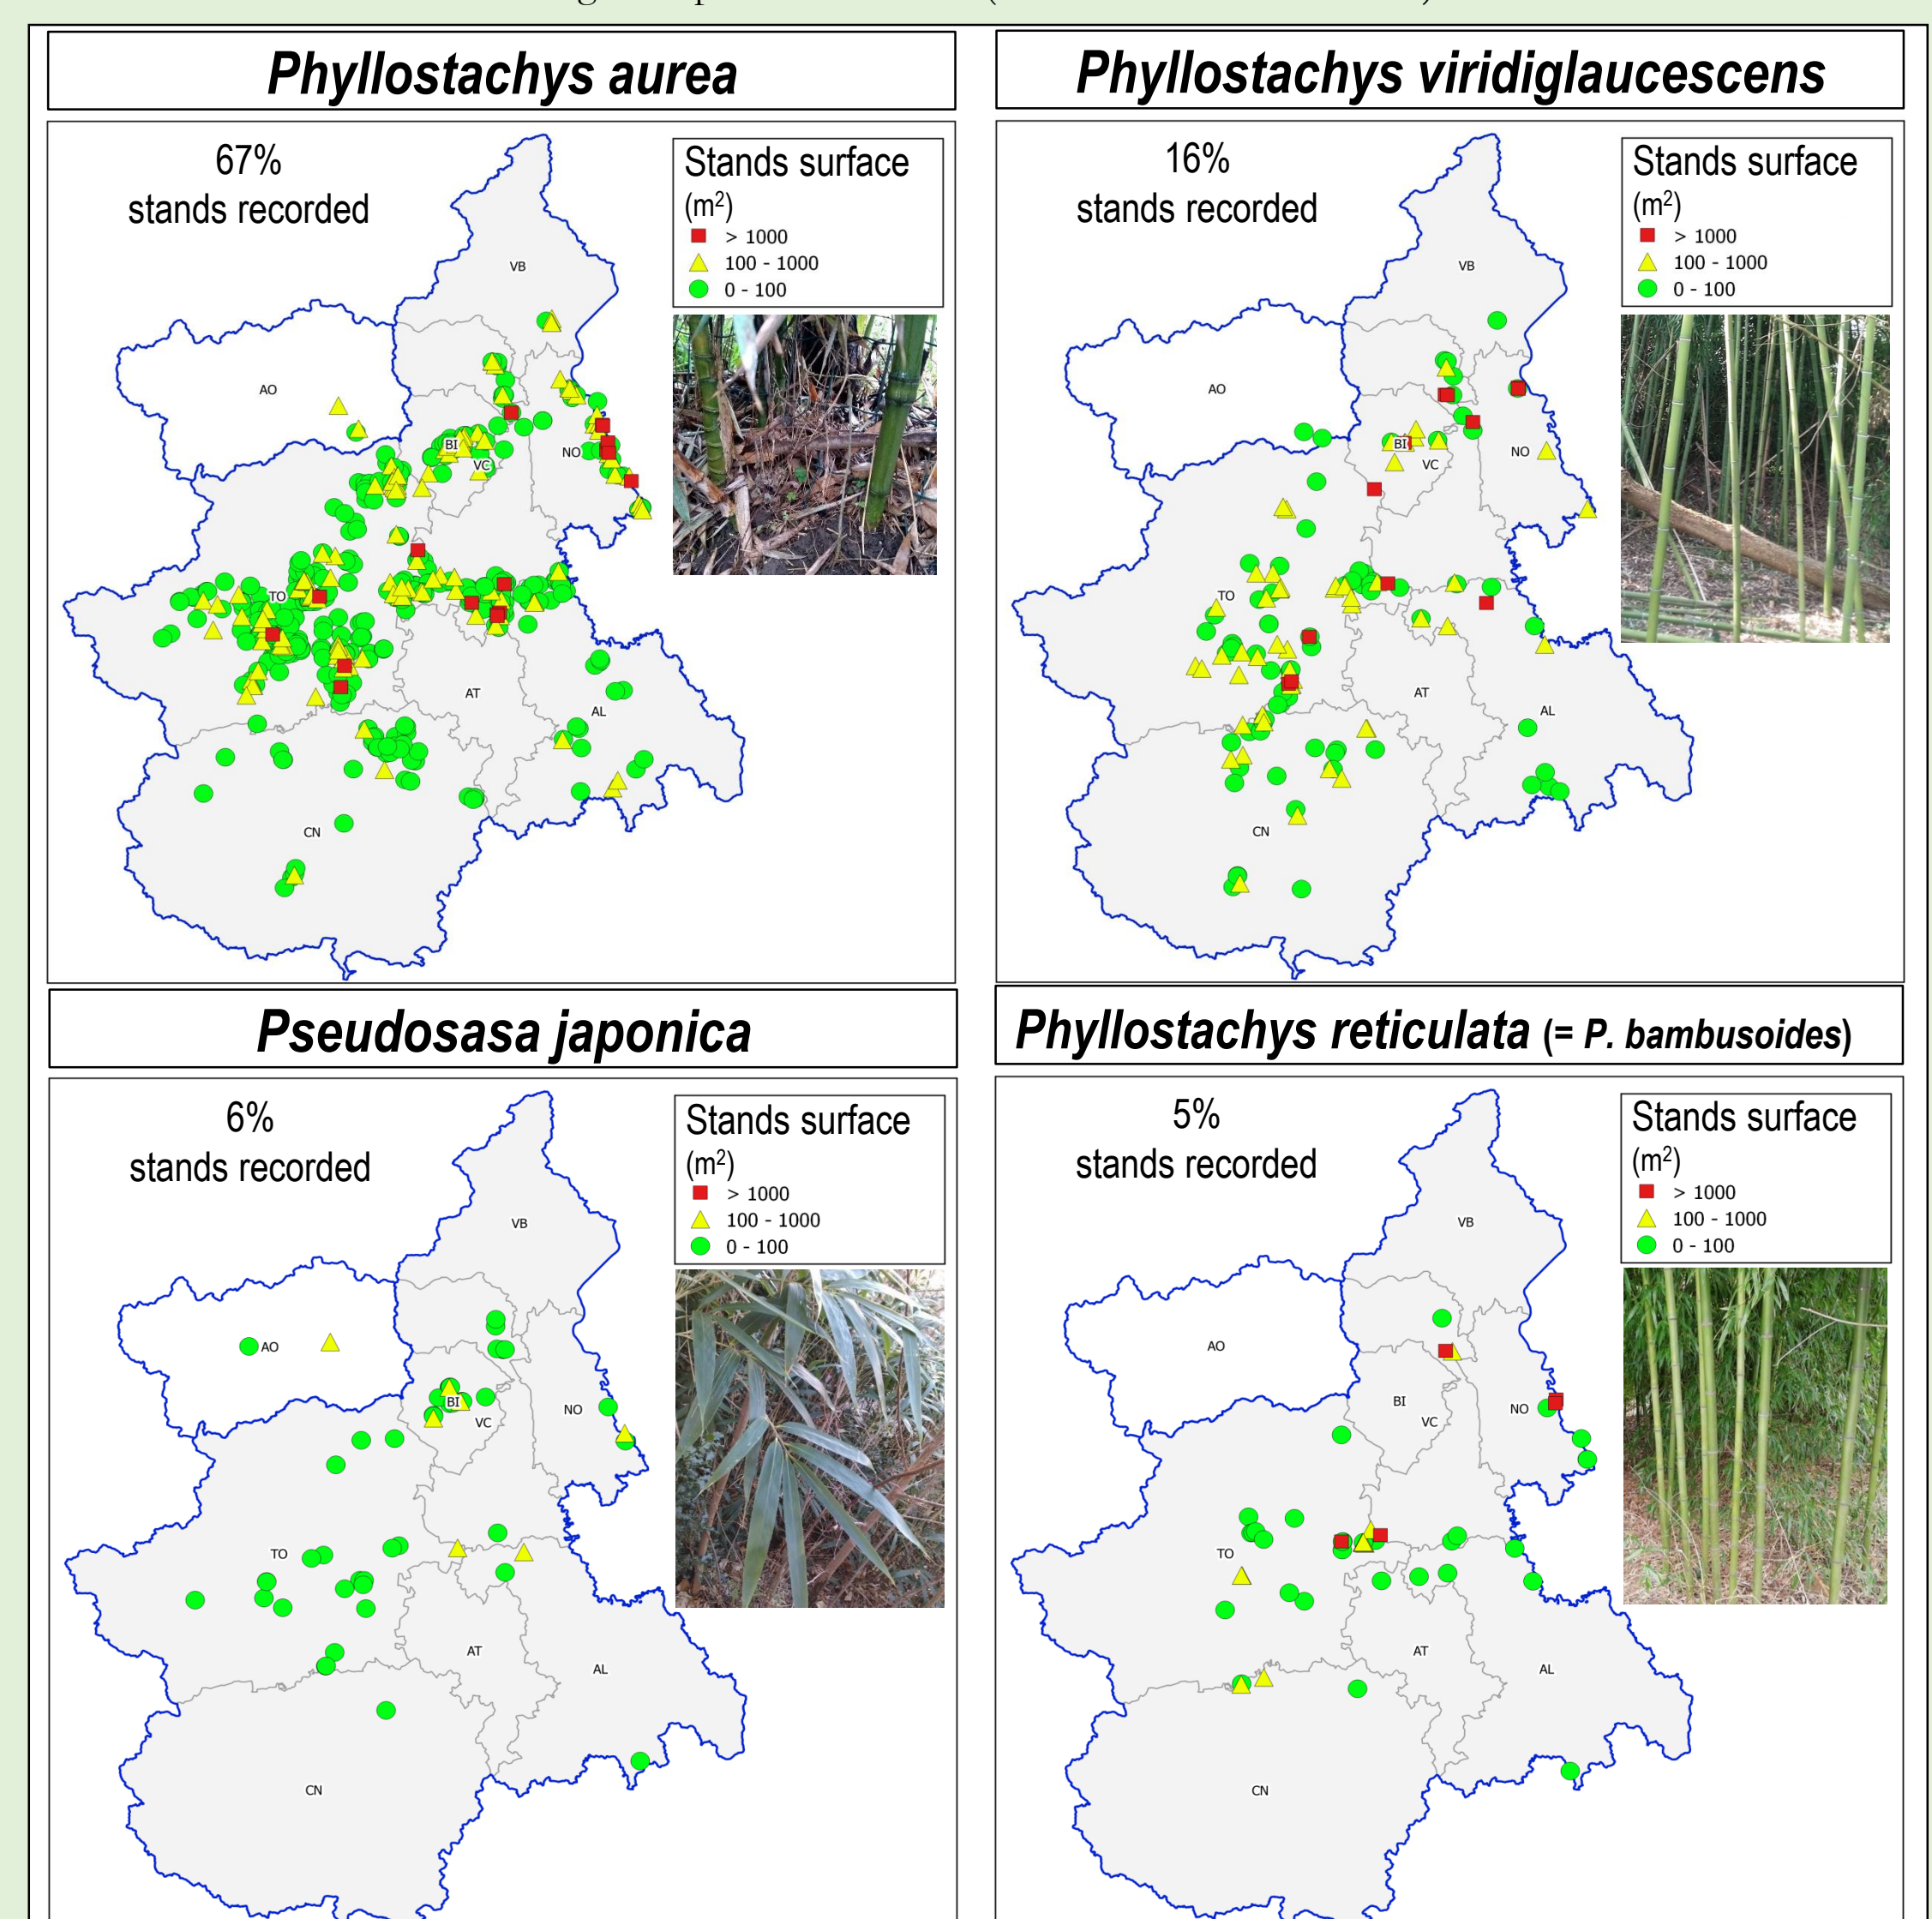 Phyllostachys aurea
67%
stands recorded
Stands surface
(m²)
> 1000
100 - 1000
0 - 100
VB
AO
BI
VC
NO
TO
AT
AL
CN
Phyllostachys viridiglaucescens
16%
stands recorded
Stands surface
(m²)
> 1000
100 - 1000
0 - 100
VB
AO
BI
VC
NO
TO
AT
AL
CN
Pseudosasa japonica
6%
stands recorded
Stands surface
(m²)
> 1000
100 - 1000
0 - 100
VB
AO
BI
VC
NO
TO
AT
AL
CN
Phyllostachys reticulata (= P. bambusoides)
5%
stands recorded
Stands surface
(m²)
> 1000
100 - 1000
0 - 100
VB
AO
BI
VC
NO
TO
AT
AL
CN